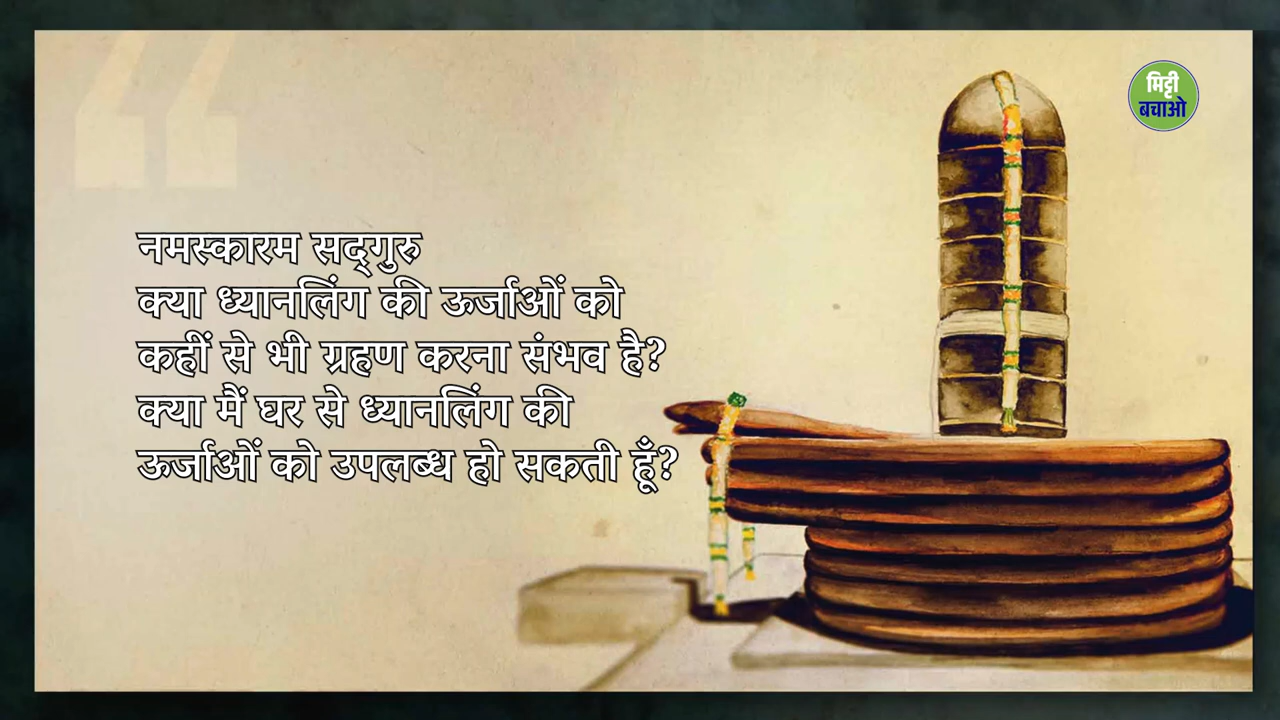 मिट्टी
बचाओ
नमस्कारम सद्‌गुरु
क्या ध्यानलिंग की ऊर्जाओं को
कहीं से भी ग्रहण करना संभव है?
क्या मैं घर से ध्यानलिंग की
ऊर्जाओं को उपलब्ध हो सकती हूँ?